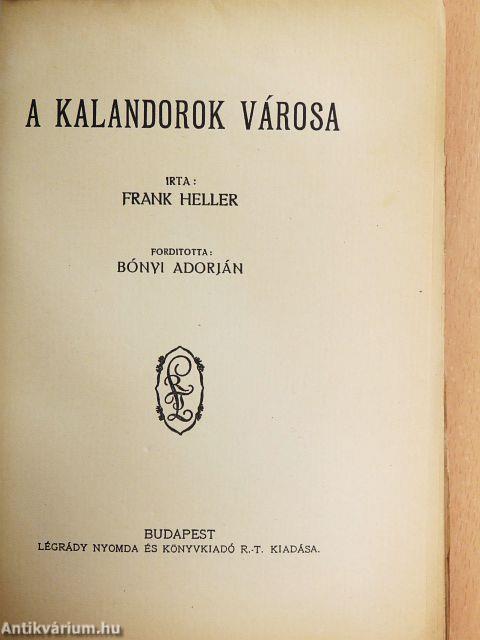 A KALANDOROK VÁROSA
IRTA:
FRANK HELLER
FORDITOTTA:
BÓNYI ADORJÁN
BUDAPEST
LÉGRÁDY NYOMDA ÉS KÖNYVKIADÓ R.-T. KIADÁSA.
Antikvárium.hu